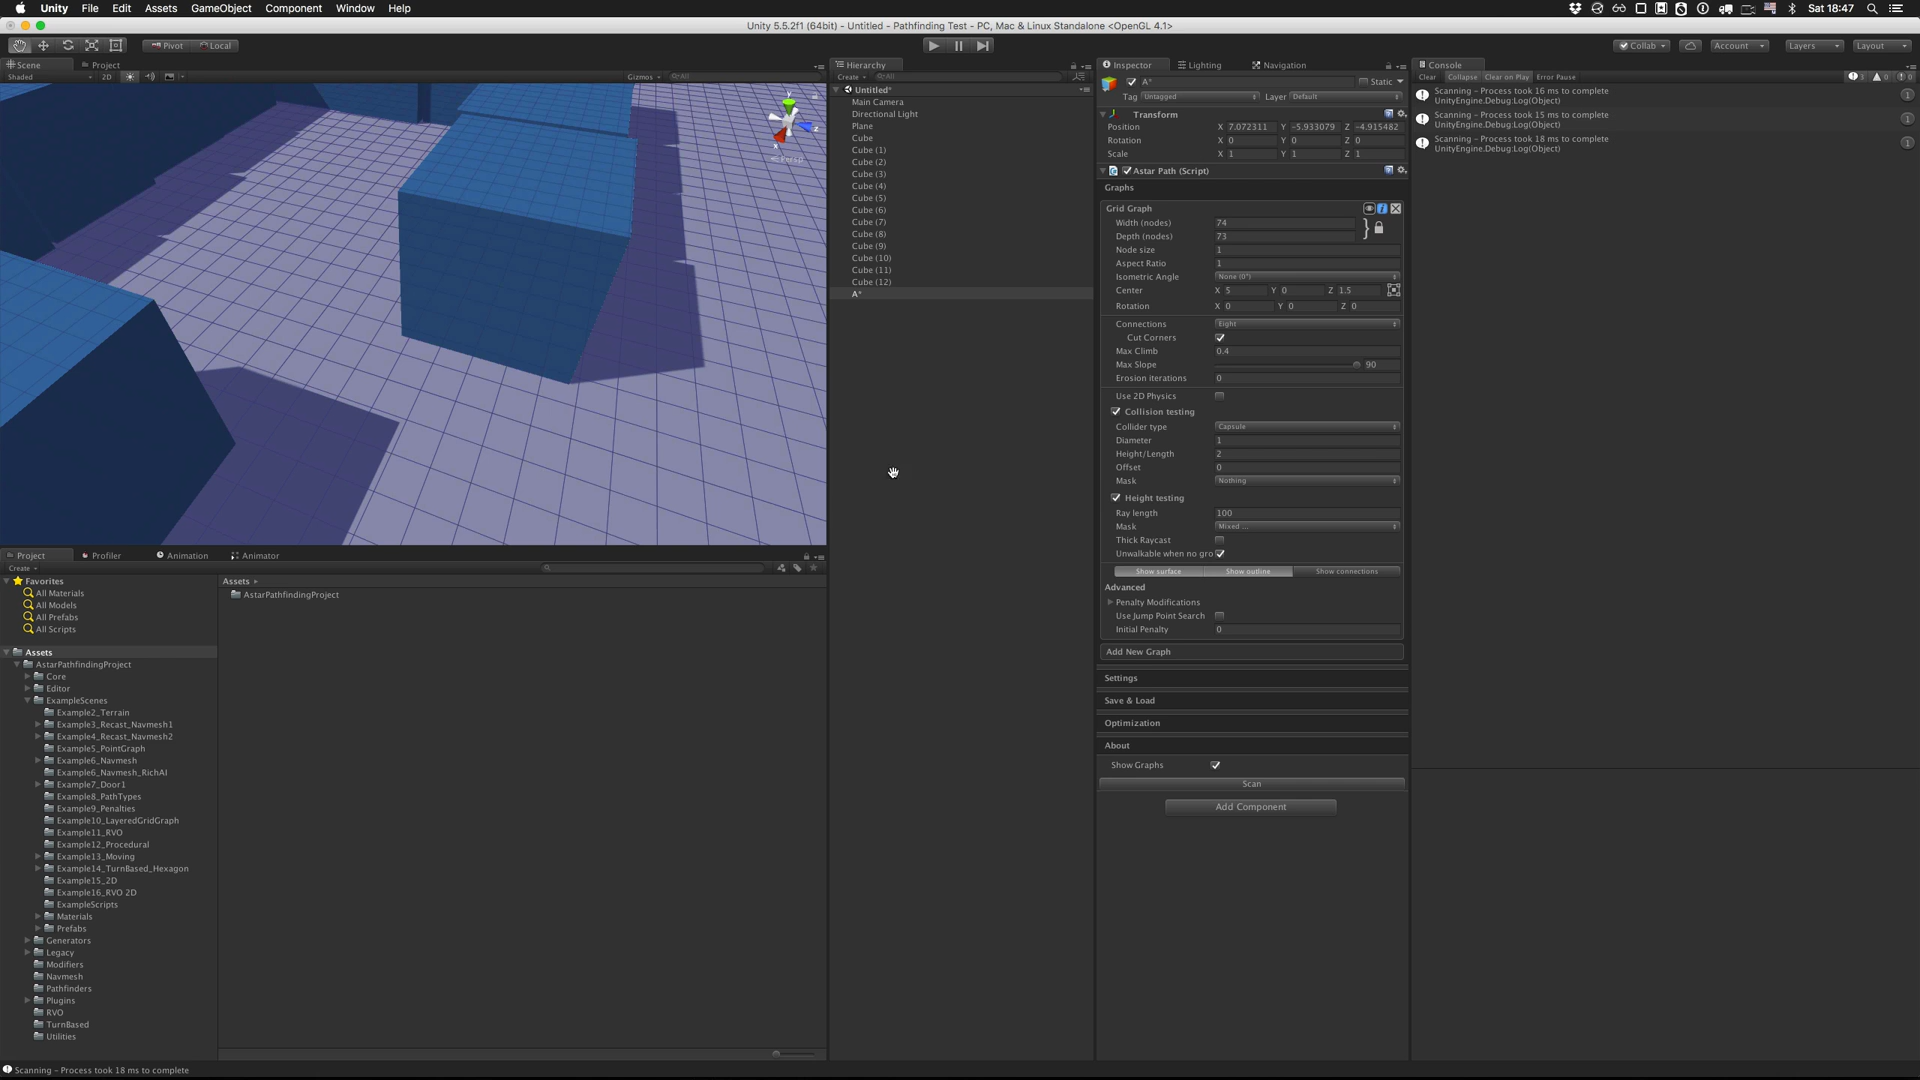 Unity File Edit Assets GameObject Component Window Help
Sat 18:47
Unity 5.5.2f1 (64bit) - Untitled - Pathfinding Test - PC, Mac & Linux Standalone <OpenGL 4.1>
Pivot Local
Collab Account Layers Layout
Scene Project
Shaded 2D Gizmos All
y
z
x
Persp
Project Profiler Animation Animator
Create
Favorites
All Materials
All Models
All Prefabs
All Scripts
Assets
AstarPathfindingProject
Core
Editor
ExampleScenes
Example2_Terrain
Example3_Recast_Navmesh1
Example4_Recast_Navmesh2
Example5_PointGraph
Example6_Navmesh
Example6_Navmesh_RichAI
Example7_Door1
Example8_PathTypes
Example9_Penalties
Example10_LayeredGridGraph
Example11_RVO
Example12_Procedural
Example13_Moving
Example14_TurnBased_Hexagon
Example15_2D
Example16_RVO 2D
ExampleScripts
Materials
Prefabs
Generators
Legacy
Modifiers
Navmesh
Pathfinders
Plugins
RVO
TurnBased
Utilities
Assets
AstarPathfindingProject
Scanning - Process took 18 ms to complete
Hierarchy
Create All
Untitled*
Main Camera
Directional Light
Plane
Cube
Cube (1)
Cube (2)
Cube (3)
Cube (4)
Cube (5)
Cube (6)
Cube (7)
Cube (8)
Cube (9)
Cube (10)
Cube (11)
Cube (12)
A*
Inspector Lighting Navigation
A* Static
Tag Untagged Layer Default
Transform
Position X 7.072311 Y -5.933079 Z -4.915482
Rotation X 0 Y 0 Z 0
Scale X 1 Y 1 Z 1
Astar Path (Script)
Graphs
Grid Graph
Width (nodes) 74
Depth (nodes) 73
Node size 1
Aspect Ratio 1
Isometric Angle None (0°)
Center X 5 Y 0 Z 1.5
Rotation X 0 Y 0 Z 0
Connections Eight
Cut Corners
Max Climb 0.4
Max Slope 90
Erosion iterations 0
Use 2D Physics
Collision testing
Collider type Capsule
Diameter 1
Height/Length 2
Offset 0
Mask Nothing
Height testing
Ray length 100
Mask Mixed ...
Thick Raycast
Unwalkable when no gro
Show surface Show outline Show connections
Advanced
Penalty Modifications
Use Jump Point Search
Initial Penalty 0
Add New Graph
Settings
Save & Load
Optimization
About
Show Graphs
Scan
Add Component
Console
Clear Collapse Clear on Play Error Pause 3 0 0
Scanning - Process took 16 ms to complete
UnityEngine.Debug:Log(Object) 1
Scanning - Process took 15 ms to complete
UnityEngine.Debug:Log(Object) 1
Scanning - Process took 18 ms to complete
UnityEngine.Debug:Log(Object) 1